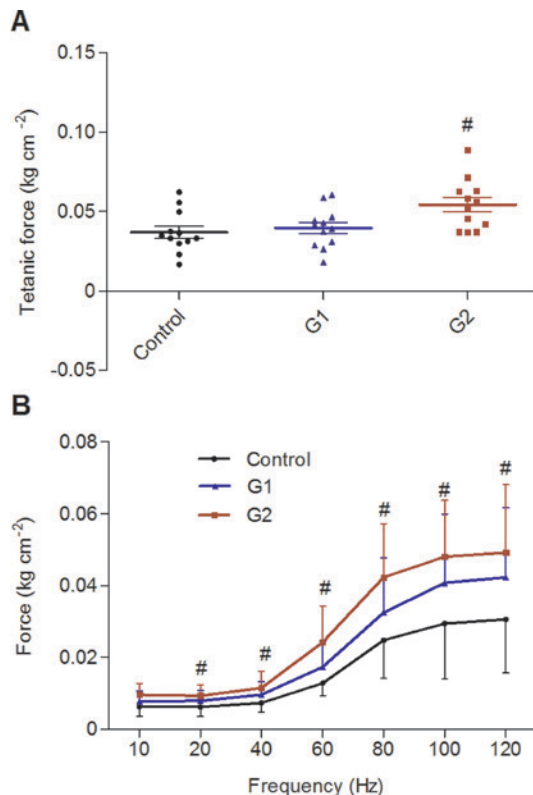 A
Tetanic force (kg cm⁻²)
0.15
0.10
0.05
0
-0.05
#
Control
G1
G2
B
Force (kg cm⁻²)
0.08
0.06
0.04
0.02
0
Control
G1
G2
# # # # # #
10 20 40 60 80 100 120
Frequency (Hz)